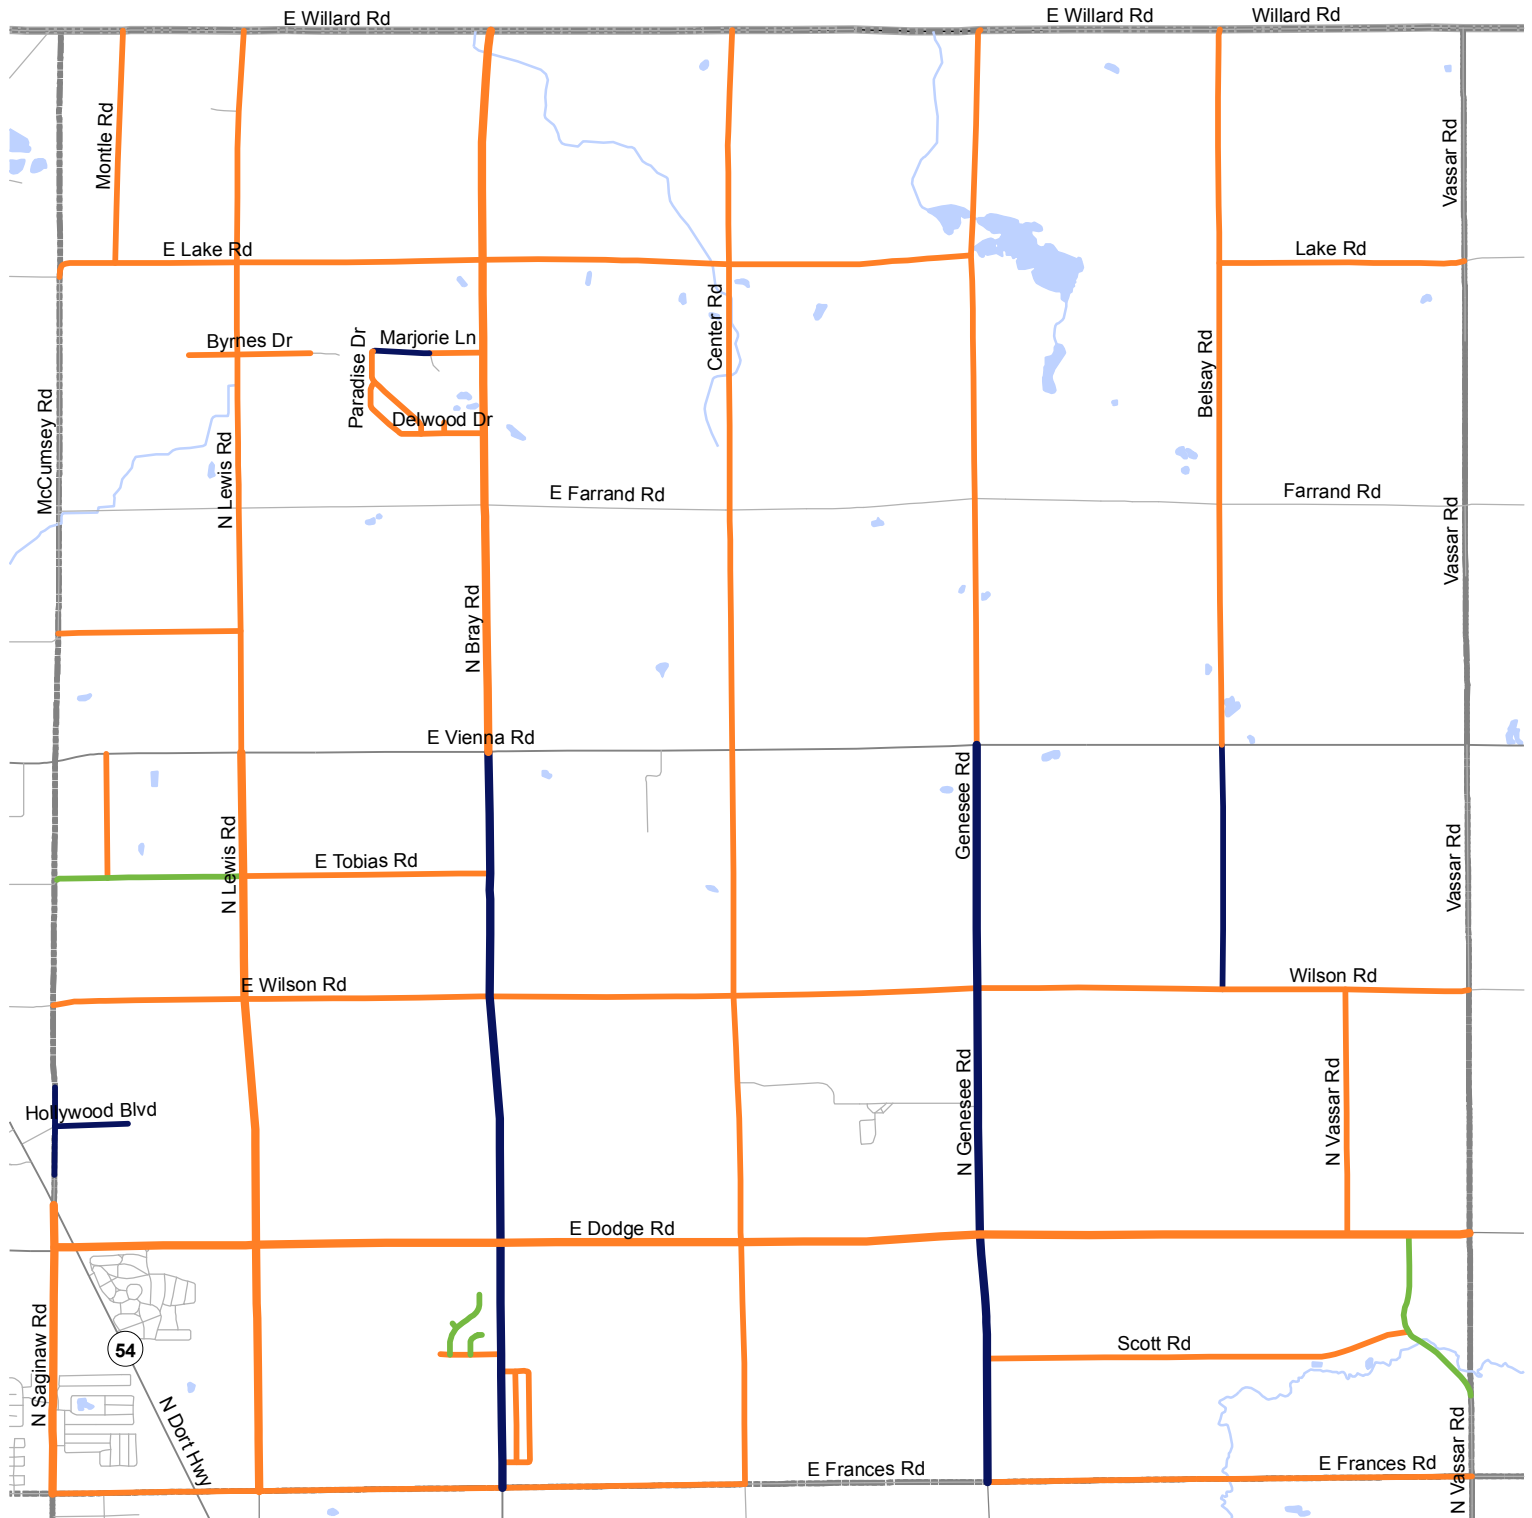 E Willard Rd
E Willard Rd
Willard Rd
Montle Rd
Vassar Rd
E Lake Rd
Lake Rd
Byrnes Dr
Paradise Dr
Marjorie Ln
Center Rd
Belsay Rd
McCumsey Rd
Delwood Dr
N Lewis Rd
E Farrand Rd
Farrand Rd
Vassar Rd
N Bray Rd
E Vienna Rd
Genesee Rd
N Lewis Rd
E Tobias Rd
Vassar Rd
E Wilson Rd
Wilson Rd
Hollywood Blvd
N Genesee Rd
N Vassar Rd
E Dodge Rd
N Saginaw Rd
54
Scott Rd
N Dort Hwy
E Frances Rd
E Frances Rd
N Vassar Rd